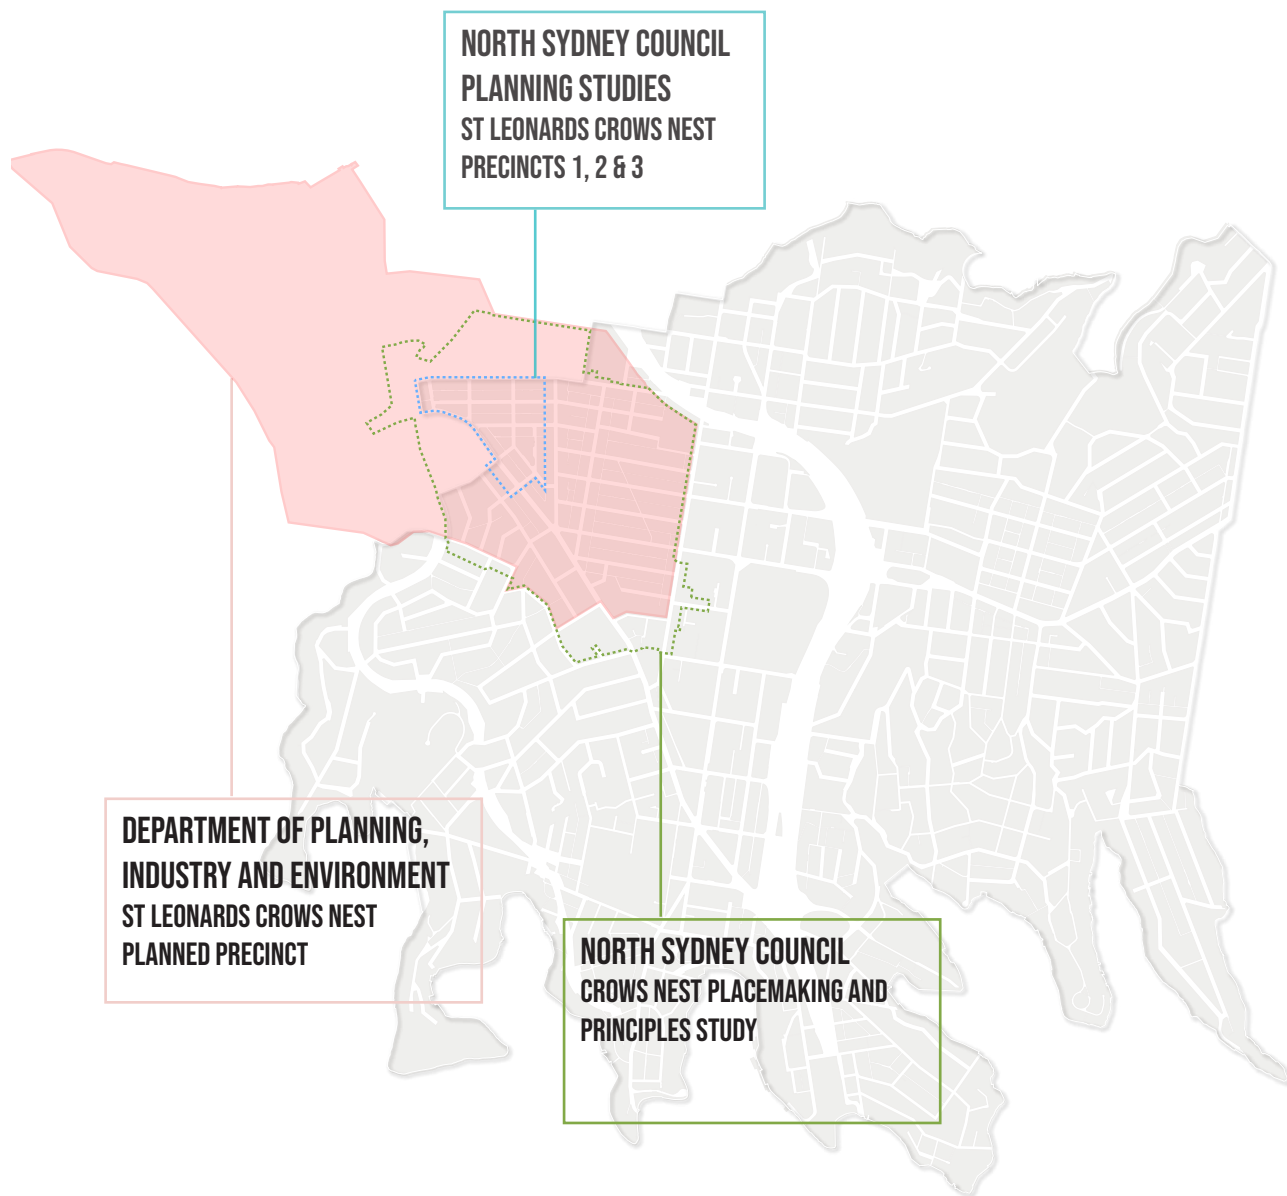 NORTH SYDNEY COUNCIL
PLANNING STUDIES
ST LEONARDS CROWS NEST
PRECINCTS 1, 2 & 3
DEPARTMENT OF PLANNING,
INDUSTRY AND ENVIRONMENT
ST LEONARDS CROWS NEST
PLANNED PRECINCT
NORTH SYDNEY COUNCIL
CROWS NEST PLACEMAKING AND
PRINCIPLES STUDY